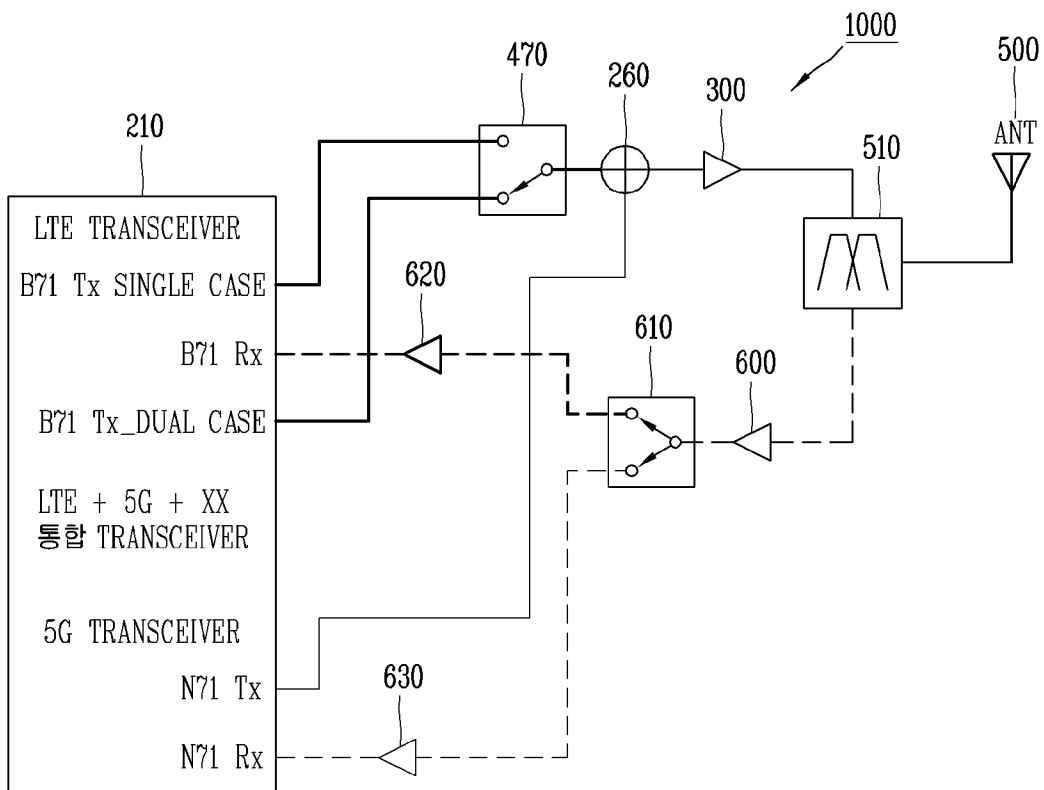 1000
500
470
260
300
ANT
210
510
LTE TRANSCEIVER
B71 Tx SINGLE CASE
620
610
B71 Rx
600
B71 Tx_DUAL CASE
LTE + 5G + XX
통합 TRANSCEIVER
5G TRANSCEIVER
N71 Tx
630
N71 Rx